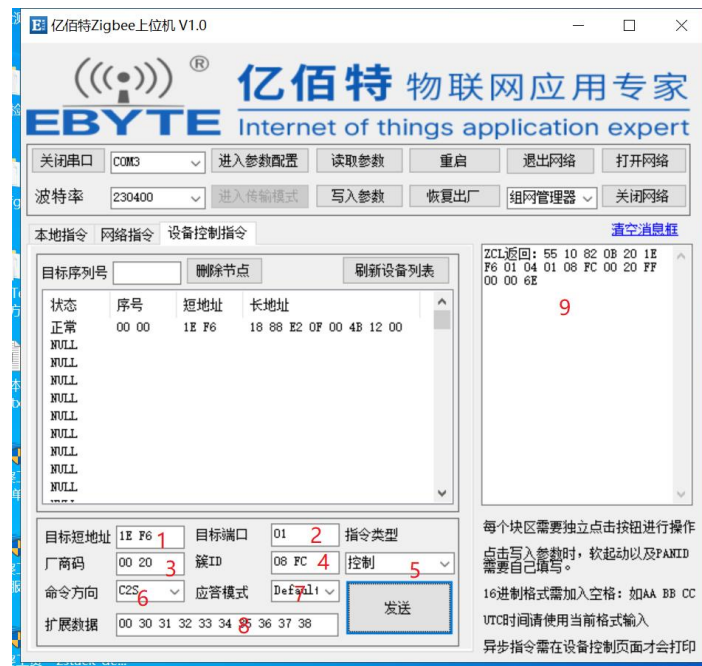 亿佰特Zigbee上位机 V1.0
®
亿佰特 物联网应用专家
EBYTE Internet of things application expert
关闭串口 COM3 进入参数配置 读取参数 重启 退出网络 打开网络
波特率 230400 进入传输模式 写入参数 恢复出厂 组网管理器 关闭网络
本地指令 网络指令 设备控制指令 清空消息框
目标序列号 删除节点 刷新设备列表
状态 序号 短地址 长地址
正常 00 00 1E F6 18 88 E2 0F 00 4B 12 00
NULL
NULL
NULL
NULL
NULL
NULL
NULL
NULL
NULL
ZCL返回: 55 10 82 0B 20 1E
F6 01 04 01 08 FC 00 20 FF
00 00 6E
9
目标短地址 1E F6 1 目标端口 01 2 指令类型
厂商码 00 20 3 簇ID 08 FC 4 控制 5
命令方向 C2S 6 应答模式 Default 7 发送
扩展数据 00 30 31 32 33 34 35 36 37 38 8
每个块区需要独立点击按钮进行操作
点击写入参数时，软起动以及PANID
需要自己填写。
16进制格式需加入空格：如AA BB CC
UTC时间请使用当前格式输入
异步指令需在设备控制页面才会打印